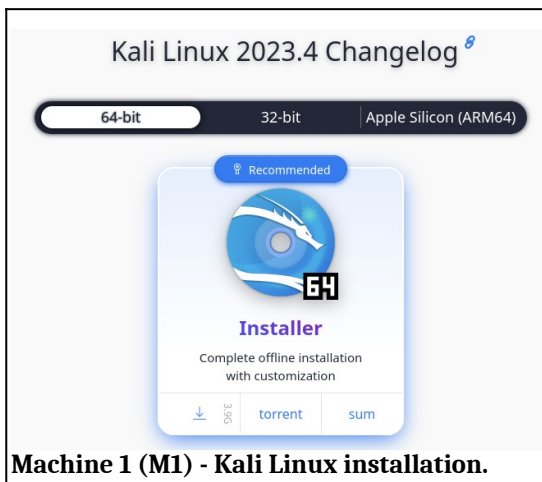 Kali Linux 2023.4 Changelog
64-bit
32-bit
Apple Silicon (ARM64)
Recommended
64
Installer
Complete offline installation
with customization
3.9G
torrent
sum
Machine 1 (M1) - Kali Linux installation.